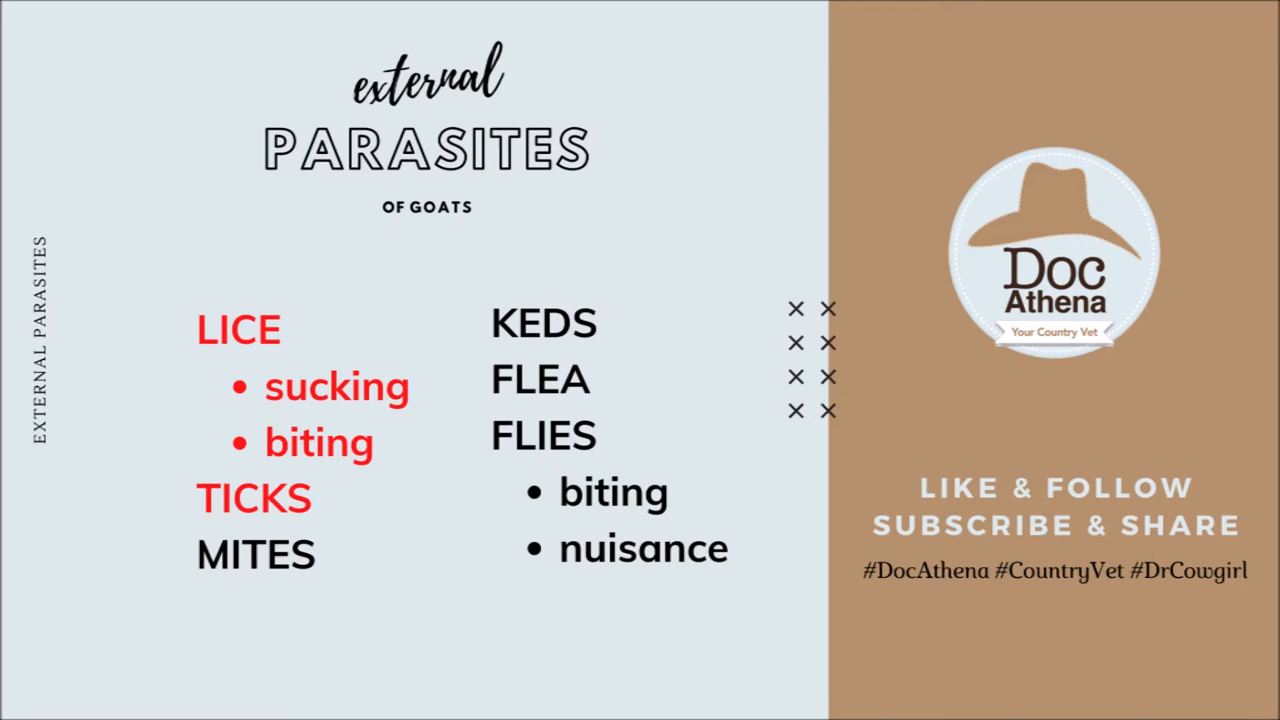 external
PARASITES
OF GOATS
EXTERNAL PARASITES
LICE
• sucking
• biting
TICKS
MITES
KEDS
FLEA
FLIES
• biting
• nuisance
Doc
Athena
Your Country Vet
LIKE & FOLLOW
SUBSCRIBE & SHARE
#DocAthena #CountryVet #DrCowgirl